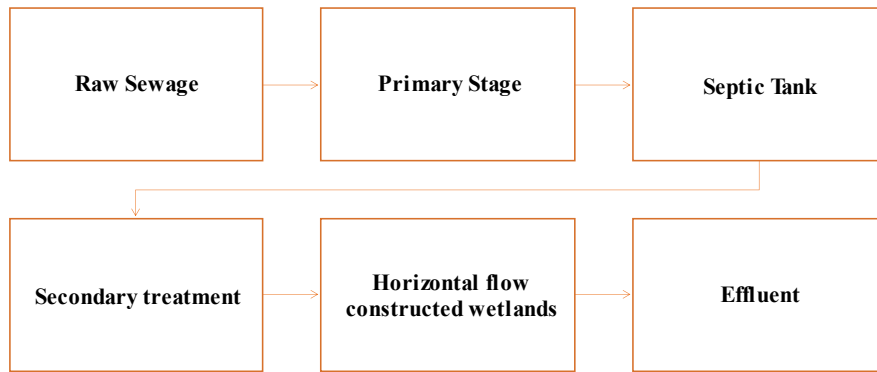 Raw Sewage
Primary Stage
Septic Tank
Secondary treatment
Horizontal flow
constructed wetlands
Effluent